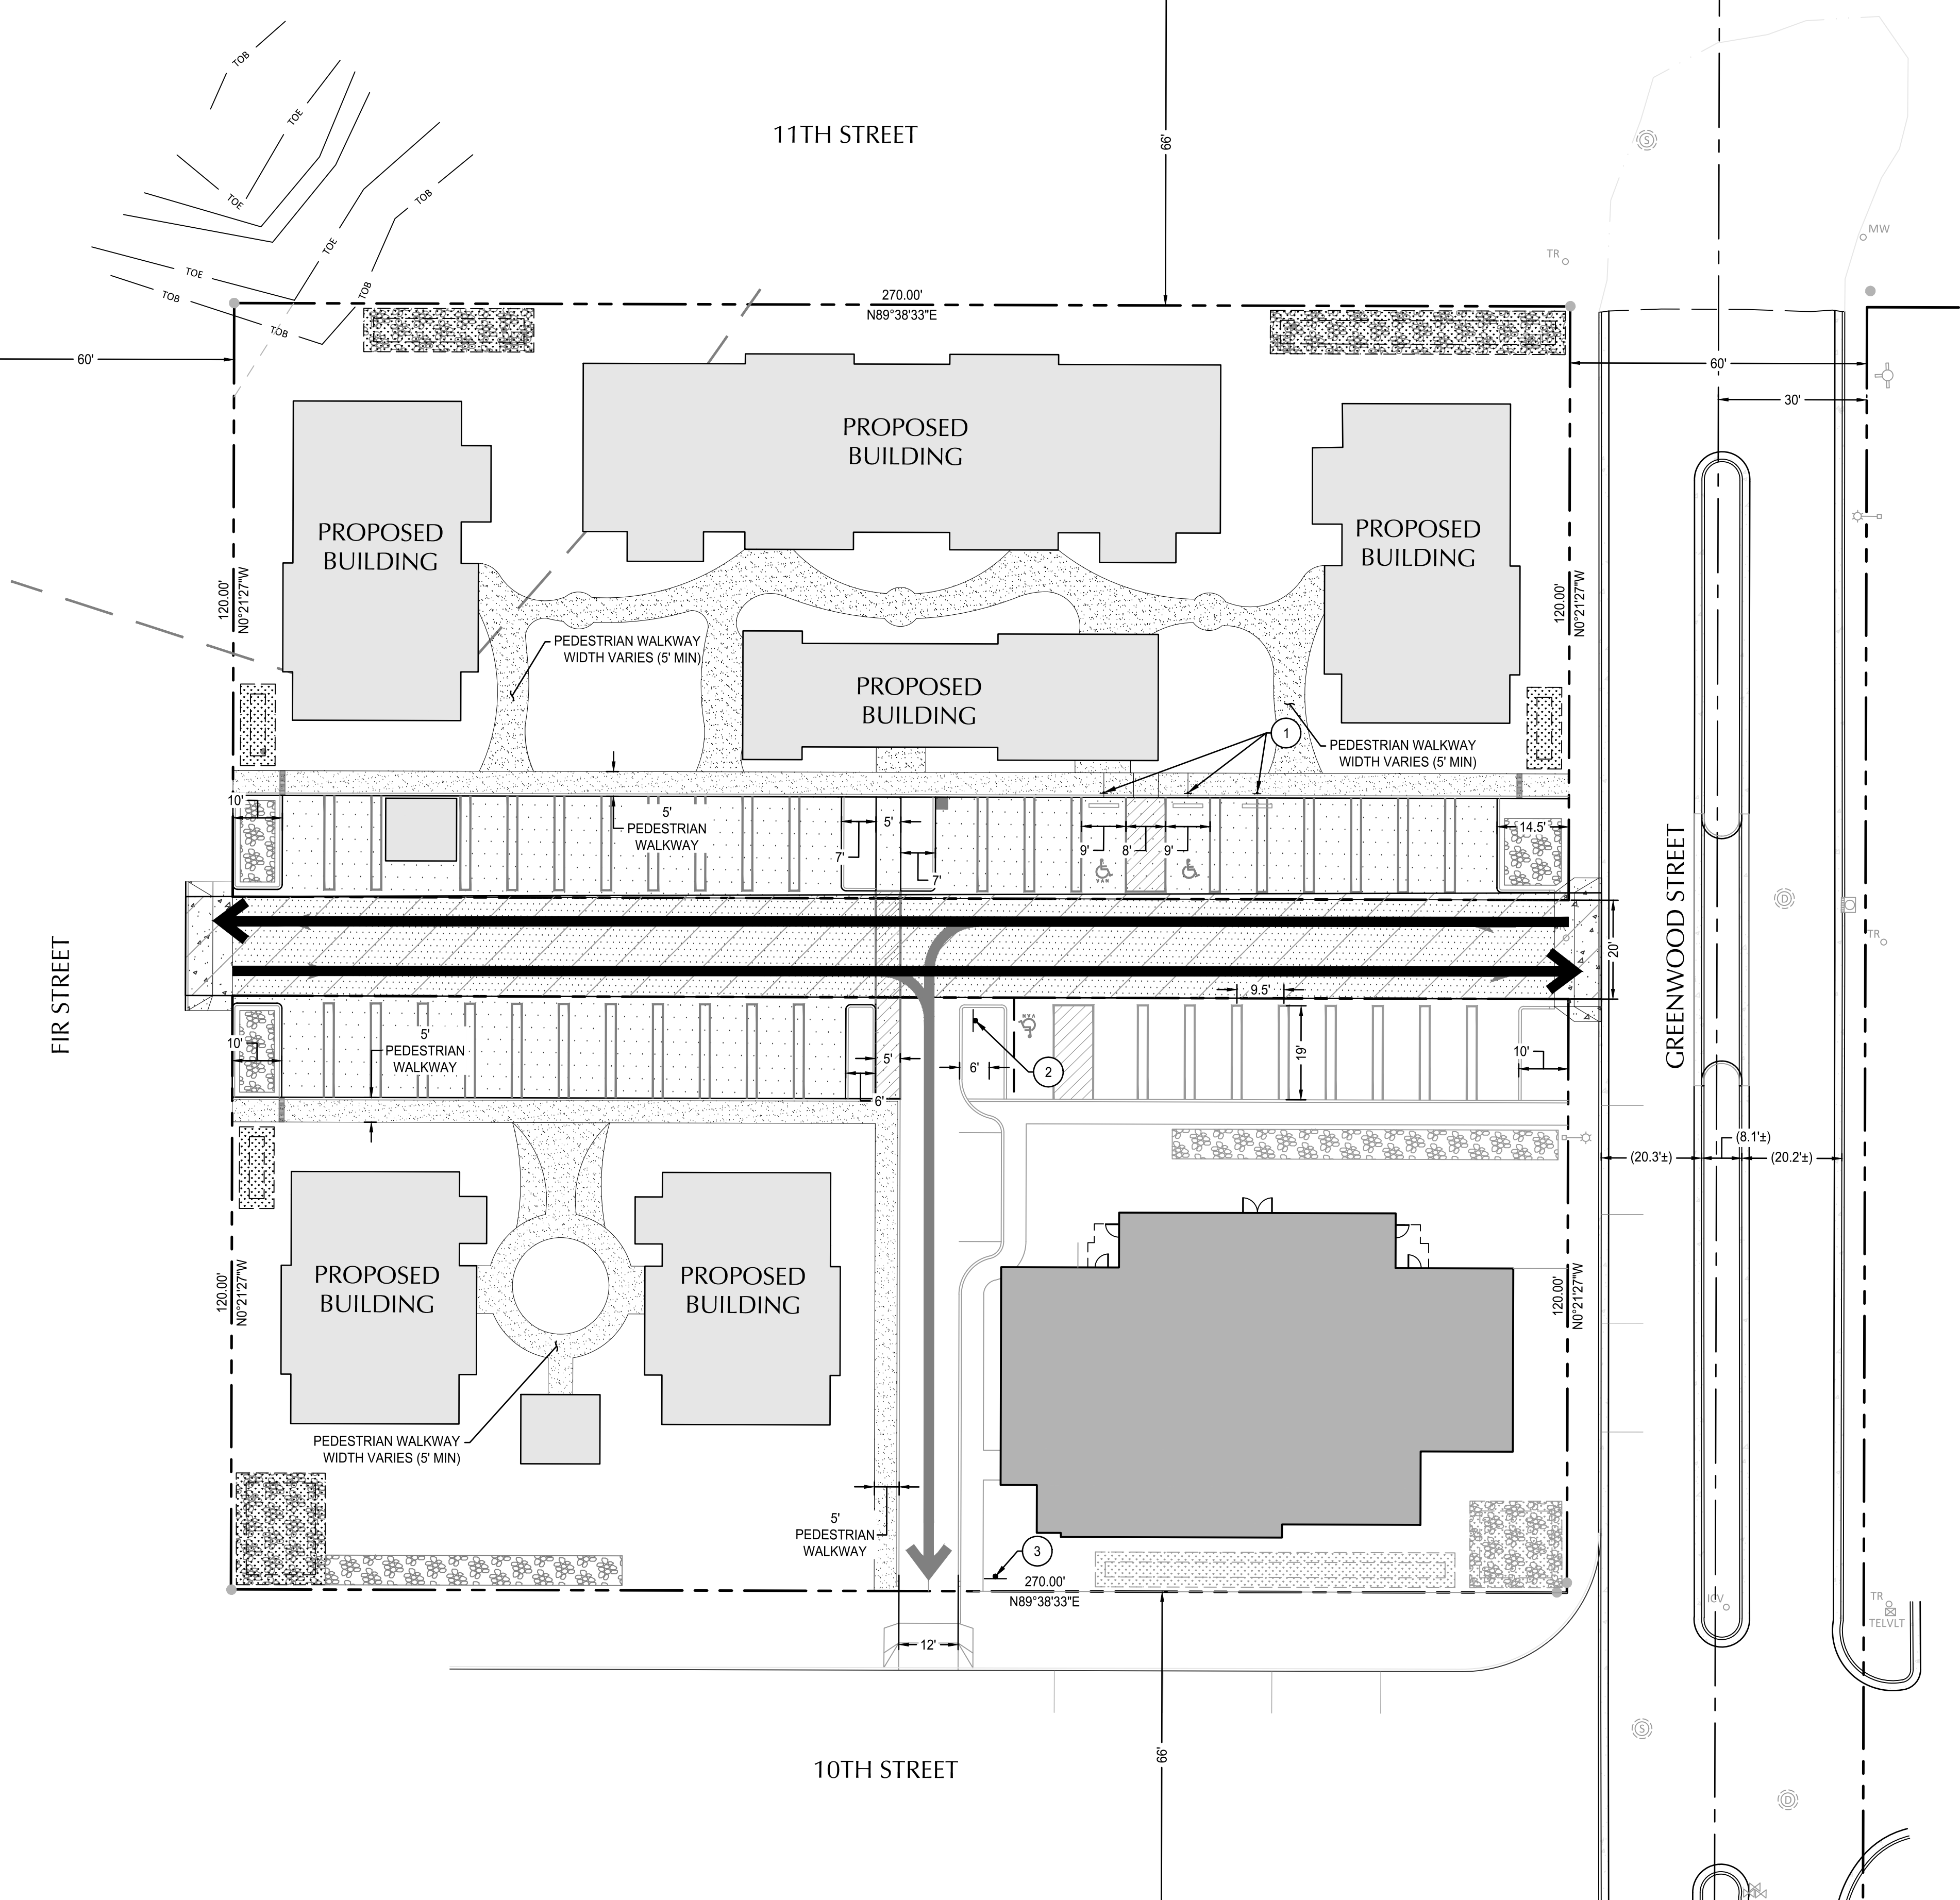 TOB
TOE
11TH STREET
66'
S
TOE
TOB
MW
TOE
TR
TOE
TOB
TOB
270.00'
TOB
N89°38'33"E
60'
60'
30'
PROPOSED
BUILDING
PROPOSED
BUILDING
PROPOSED
BUILDING
120.00'
N0°21'27"W
120.00'
N0°21'27"W
PEDESTRIAN WALKWAY
WIDTH VARIES (5' MIN)
PROPOSED
BUILDING
1
PEDESTRIAN WALKWAY
WIDTH VARIES (5' MIN)
10'
5'
PEDESTRIAN
WALKWAY
5'
7'
7'
9'
8'
9'
VAN
14.5'
GREENWOOD STREET
D
TR
FIR STREET
20'
9.5'
10'
5'
PEDESTRIAN
WALKWAY
5'
6'
6'
VAN
2
19'
10'
(8.1'±)
(20.3'±)
(20.2'±)
PROPOSED
BUILDING
PROPOSED
BUILDING
120.00'
N0°21'27"W
120.00'
N0°21'27"W
PEDESTRIAN WALKWAY
WIDTH VARIES (5' MIN)
5'
PEDESTRIAN
WALKWAY
3
270.00'
N89°38'33"E
ICV
TR
TELVLT
12'
S
66'
10TH STREET
D